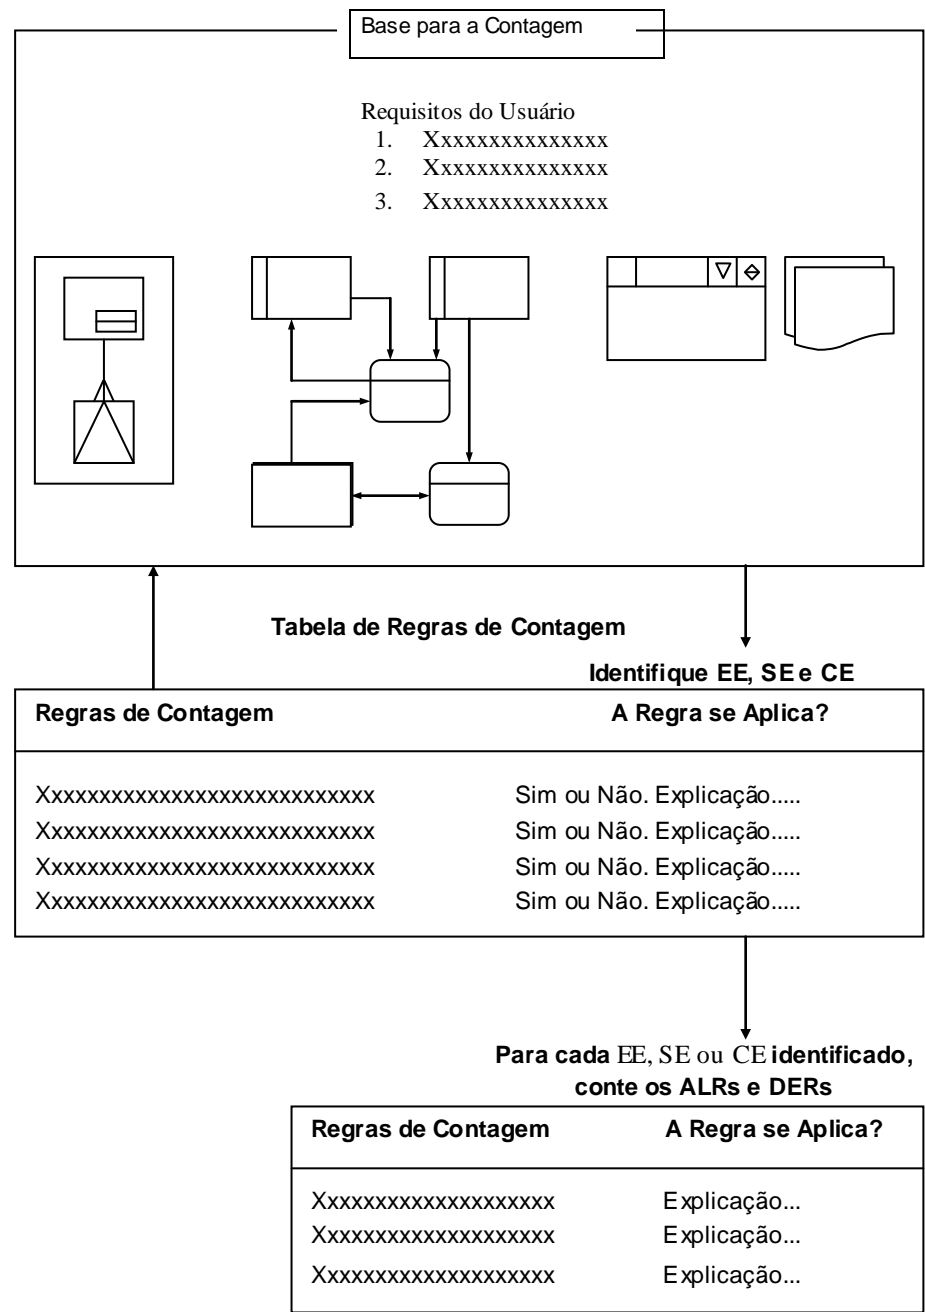 Base para a Contagem
Requisitos do Usuário
1. Xxxxxxxxxxxxxxx
2. Xxxxxxxxxxxxxxx
3. Xxxxxxxxxxxxxxx
Tabela de Regras de Contagem
Identifique EE, SE e CE
Regras de Contagem A Regra se Aplica?
Xxxxxxxxxxxxxxxxxxxxxxxxxxx Sim ou Não. Explicação.....
Xxxxxxxxxxxxxxxxxxxxxxxxxxx Sim ou Não. Explicação.....
Xxxxxxxxxxxxxxxxxxxxxxxxxxx Sim ou Não. Explicação.....
Xxxxxxxxxxxxxxxxxxxxxxxxxxx Sim ou Não. Explicação.....
Para cada EE, SE ou CE identificado,
conte os ALRs e DERs
Regras de Contagem A Regra se Aplica?
Xxxxxxxxxxxxxxxxxxx Explicação...
Xxxxxxxxxxxxxxxxxxx Explicação...
Xxxxxxxxxxxxxxxxxxx Explicação...